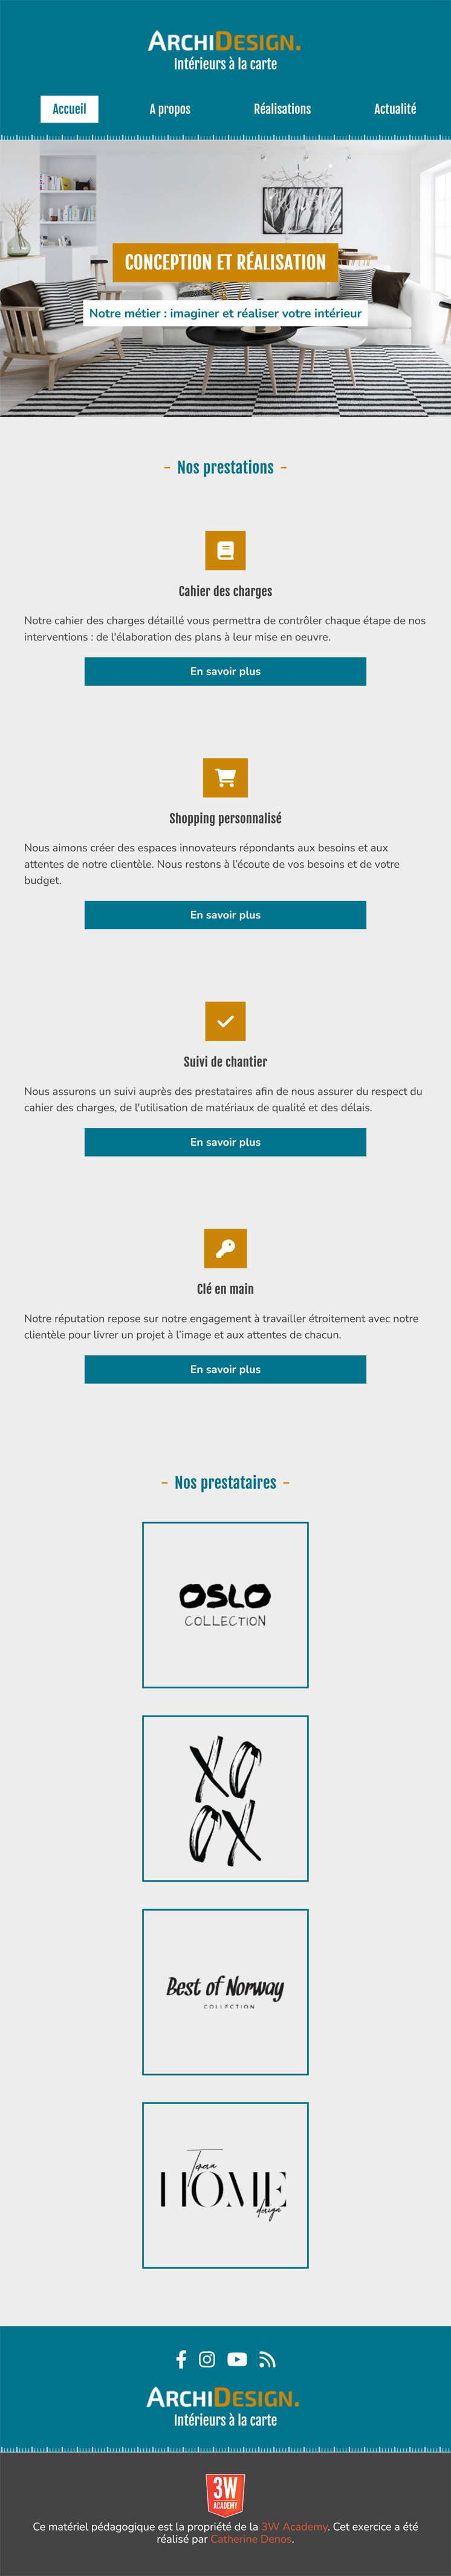 ARCHIDESIGN.
Intérieurs à la carte
Accueil A propos Réalisations Actualité
CONCEPTION ET RÉALISATION
Notre métier : imaginer et réaliser votre intérieur
- Nos prestations -
Cahier des charges
Notre cahier des charges détaillé vous permettra de contrôler chaque étape de nos
interventions : de l'élaboration des plans à leur mise en oeuvre.
En savoir plus
Shopping personnalisé
Nous aimons créer des espaces innovateurs répondants aux besoins et aux
attentes de notre clientèle. Nous restons à l’écoute de vos besoins et de votre
budget.
En savoir plus
Suivi de chantier
Nous assurons un suivi auprès des prestataires afin de nous assurer du respect du
cahier des charges, de l'utilisation de matériaux de qualité et des délais.
En savoir plus
Clé en main
Notre réputation repose sur notre engagement à travailler étroitement avec notre
clientèle pour livrer un projet à l’image et aux attentes de chacun.
En savoir plus
- Nos prestataires -
OSLO
COLLECTION
XO
OX
Best of Norway
COLLECTION
Teresa
HOME
design
ARCHIDESIGN.
Intérieurs à la carte
3W
ACADEMY
Ce matériel pédagogique est la propriété de la 3W Academy. Cet exercice a été
réalisé par Catherine Denos.